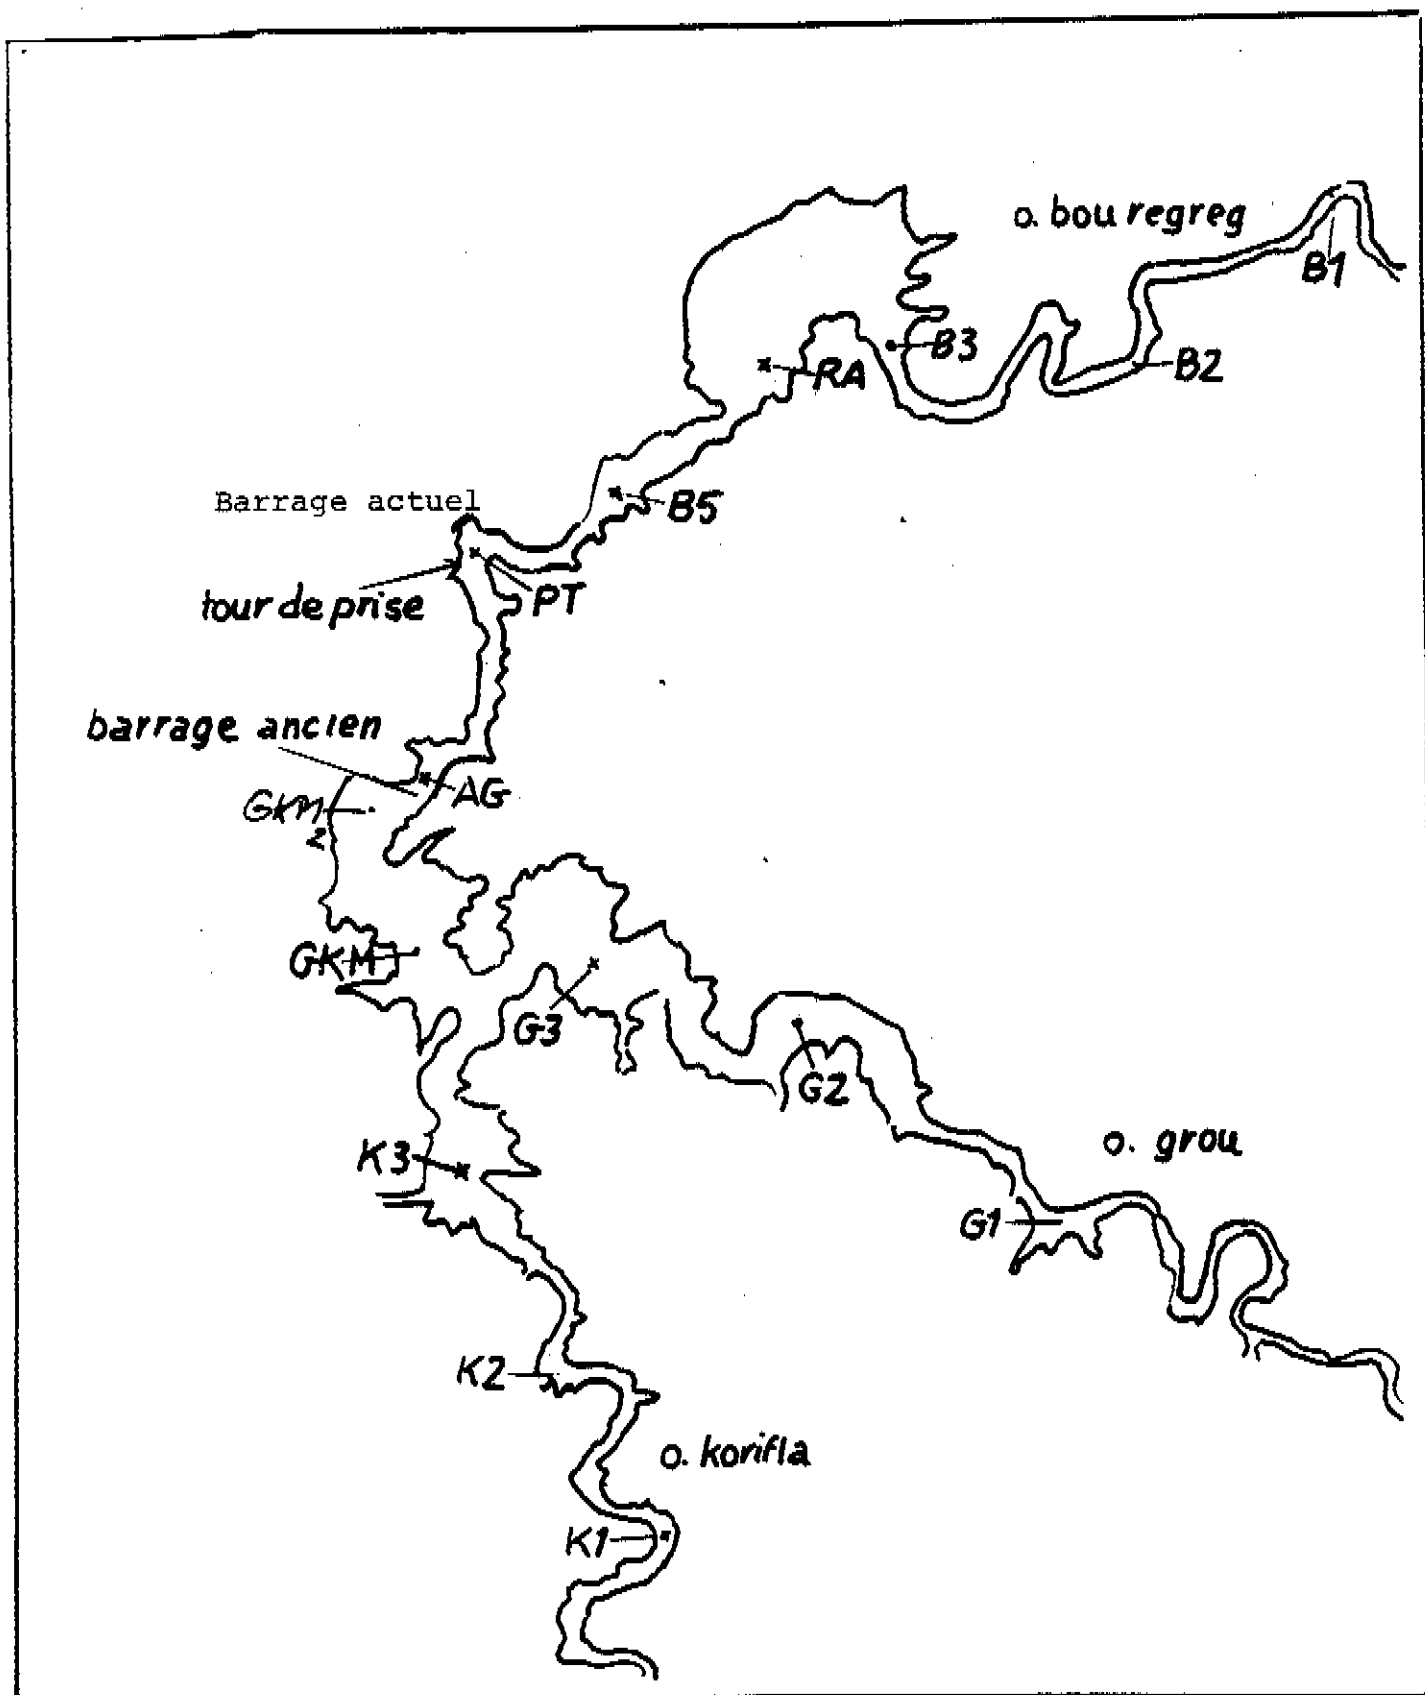 o. bou regreg
B1
B3
RA
B2
Barrage actuel
B5
tour de prise
PT
barrage ancien
AG
GKM
2
GKM
G3
G2
K3
o. grou
G1
K2
o. korifla
K1